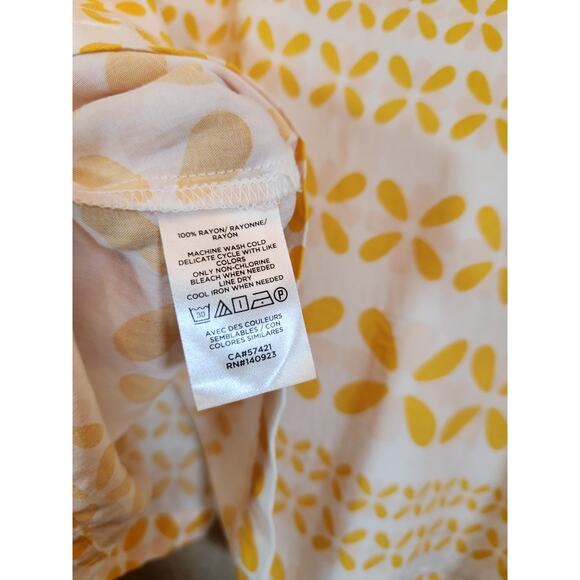 100% RAYON/ RAYONNE/
RAYÓN
MACHINE WASH COLD
DELICATE CYCLE WITH LIKE
COLORS
ONLY NON-CHLORINE
BLEACH WHEN NEEDED
LINE DRY
COOL IRON WHEN NEEDED
30 P
AVEC DES COULEURS
SEMBLABLES / CON
COLORES SIMILARES
CA#57421
RN#140923